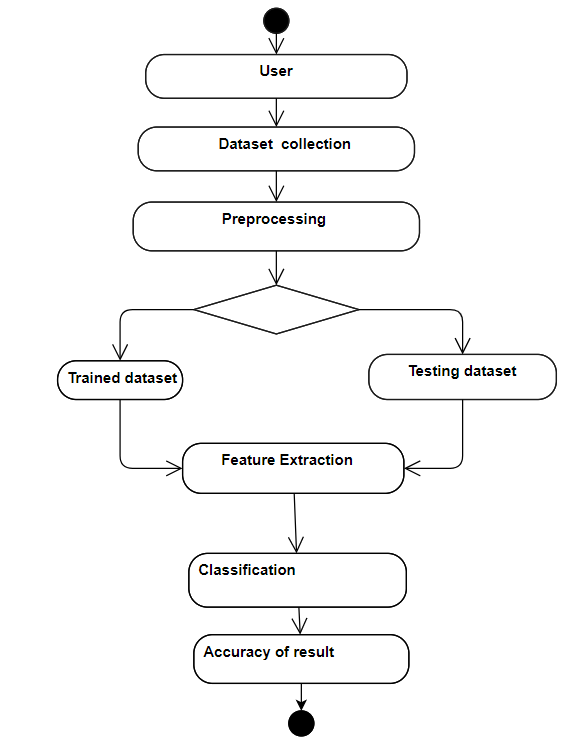 User
Dataset  collection
Preprocessing
Trained dataset
Testing dataset
Feature Extraction
Classification
Accuracy of result